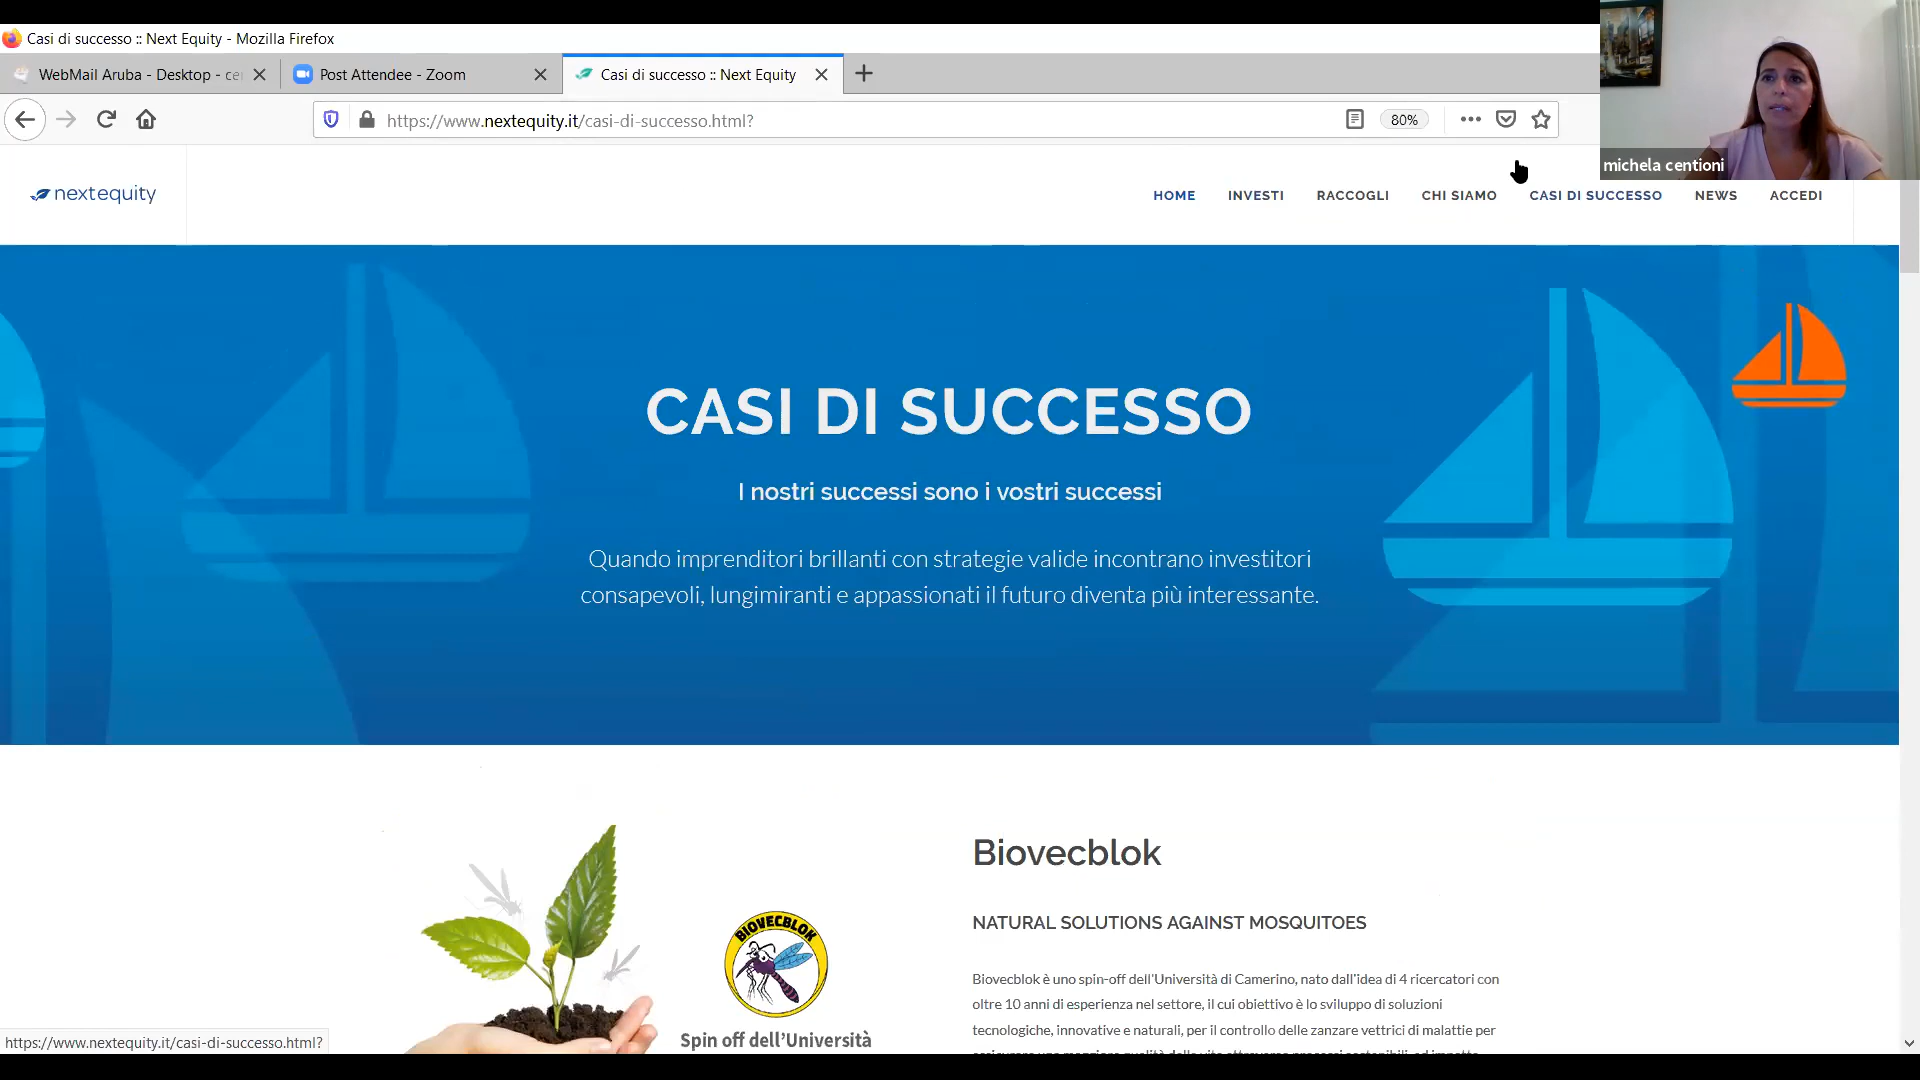 Casi di successo :: Next Equity - Mozilla Firefox
WebMail Aruba - Desktop - ce
Post Attendee - Zoom
Casi di successo :: Next Equity
https://www.nextequity.it/casi-di-successo.html?
80%
michela centioni
nextequity
HOME INVESTI RACCOGLI CHI SIAMO CASI DI SUCCESSO NEWS ACCEDI
CASI DI SUCCESSO
I nostri successi sono i vostri successi
Quando imprenditori brillanti con strategie valide incontrano investitori
consapevoli, lungimiranti e appassionati il futuro diventa più interessante.
BIOVECBLOK
Spin off dell'Università
Biovecblok
NATURAL SOLUTIONS AGAINST MOSQUITOES
Biovecblok è uno spin-off dell'Università di Camerino, nato dall'idea di 4 ricercatori con
oltre 10 anni di esperienza nel settore, il cui obiettivo è lo sviluppo di soluzioni
tecnologiche, innovative e naturali, per il controllo delle zanzare vettrici di malattie per
https://www.nextequity.it/casi-di-successo.html?